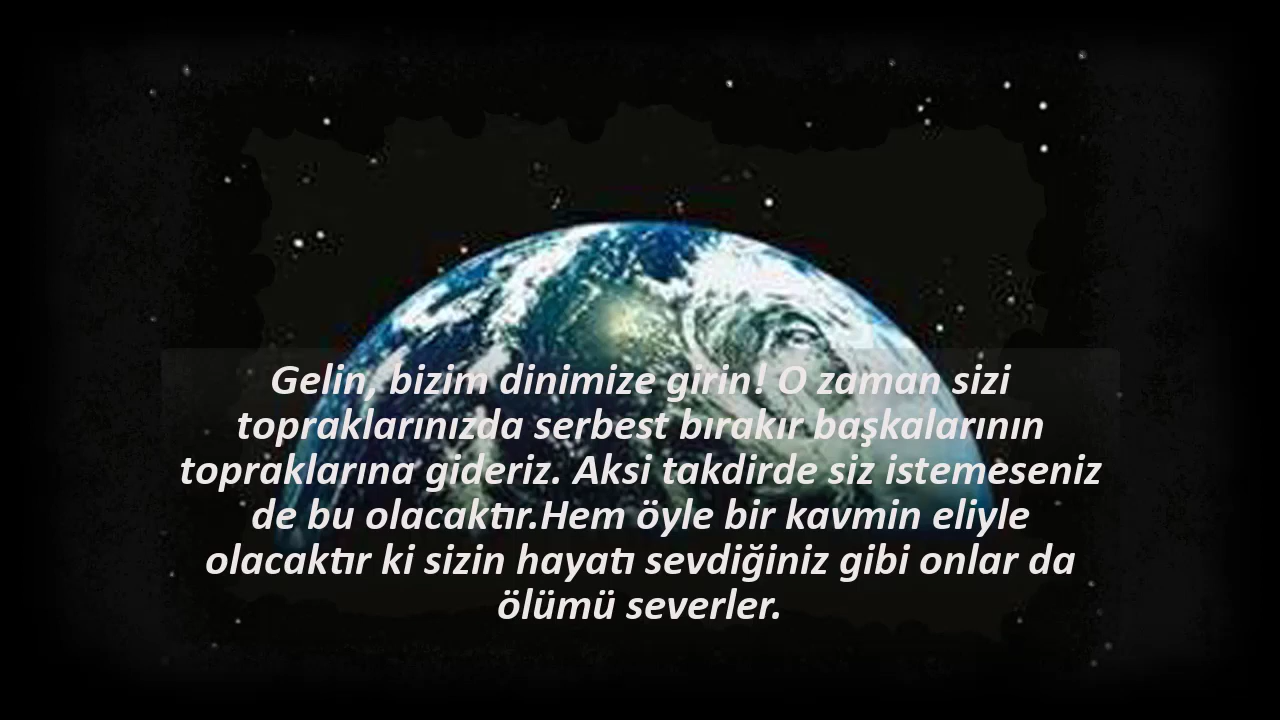 Gelin, bizim dinimize girin! O zaman sizi
topraklarınızda serbest bırakır başkalarının
topraklarına gideriz. Aksi takdirde siz istemeseniz
de bu olacaktır.Hem öyle bir kavmin eliyle
olacaktır ki sizin hayatı sevdiğiniz gibi onlar da
ölümü severler.